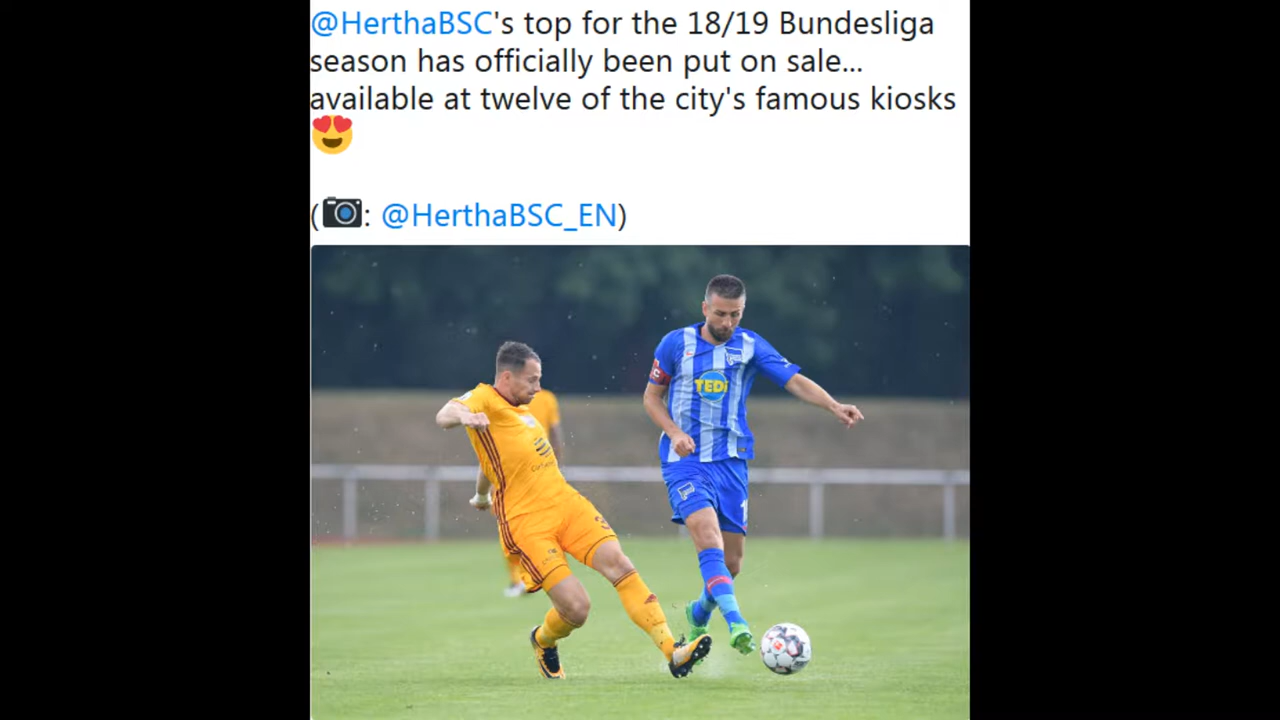 @HerthaBSC's top for the 18/19 Bundesliga
season has officially been put on sale...
available at twelve of the city's famous kiosks
😍
(📷: @HerthaBSC_EN)
TEDi